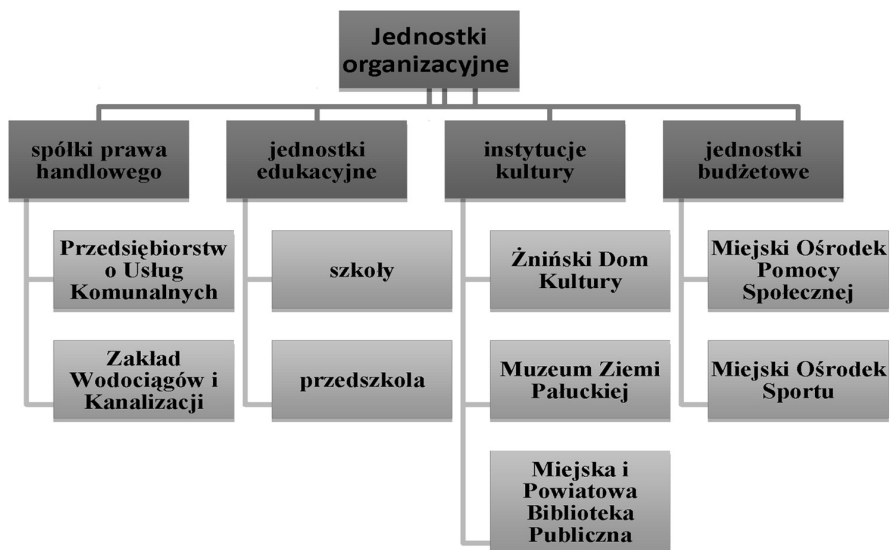 Jednostki
organizacyjne
spółki prawa
handlowego
jednostki
edukacyjne
instytucje
kultury
jednostki
budżetowe
Przedsiębiorstw
o Usług
Komunalnych
szkoły
Żniński Dom
Kultury
Miejski Ośrodek
Pomocy
Społecznej
Zakład
Wodociągów i
Kanalizacji
przedszkola
Muzeum Ziemi
Pałuckiej
Miejski Ośrodek
Sportu
Miejska i
Powiatowa
Biblioteka
Publiczna